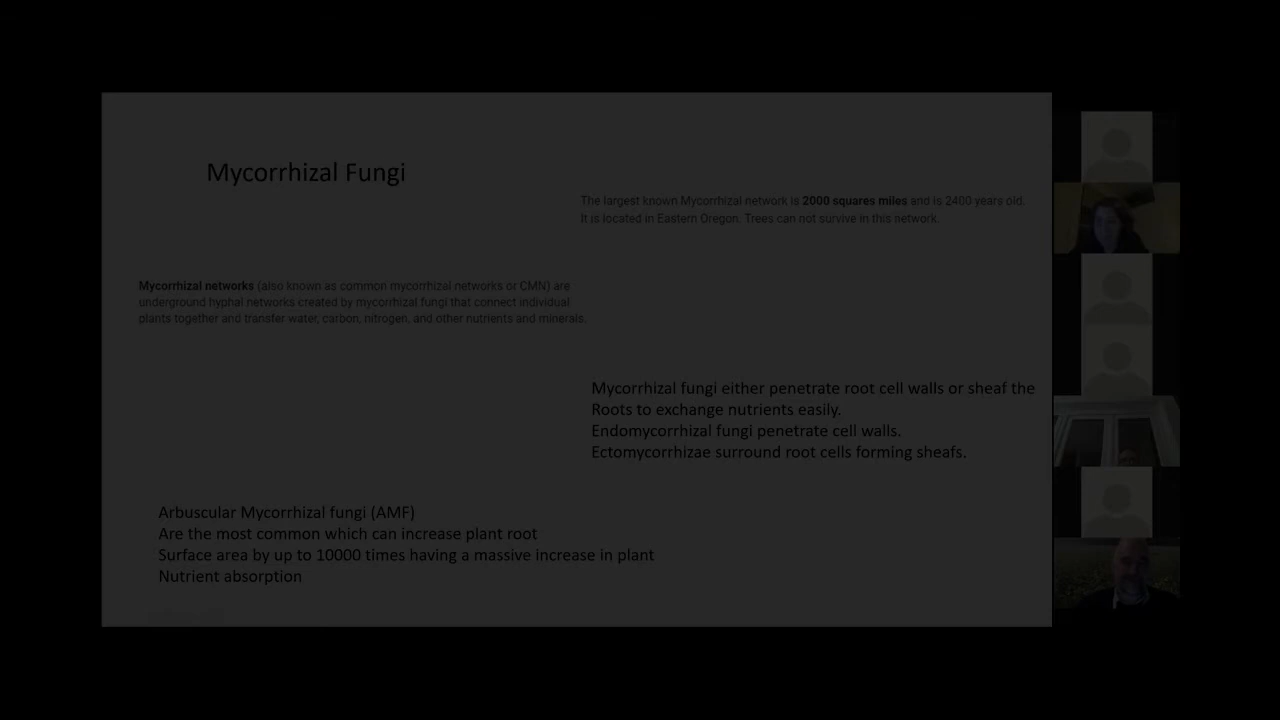 Mycorrhizal Fungi
The largest known Mycorrhizal network is 2000 squares miles and is 2400 years old.
It is located in Eastern Oregon. Trees can not survive in this network.
Mycorrhizal networks (also known as common mycorrhizal networks or CMN) are
underground hyphal networks created by mycorrhizal fungi that connect individual
plants together and transfer water, carbon, nitrogen, and other nutrients and minerals.
Mycorrhizal fungi either penetrate root cell walls or sheaf the
Roots to exchange nutrients easily.
Endomycorrhizal fungi penetrate cell walls.
Ectomycorrhizae surround root cells forming sheafs.
Arbuscular Mycorrhizal fungi (AMF)
Are the most common which can increase plant root
Surface area by up to 10000 times having a massive increase in plant
Nutrient absorption